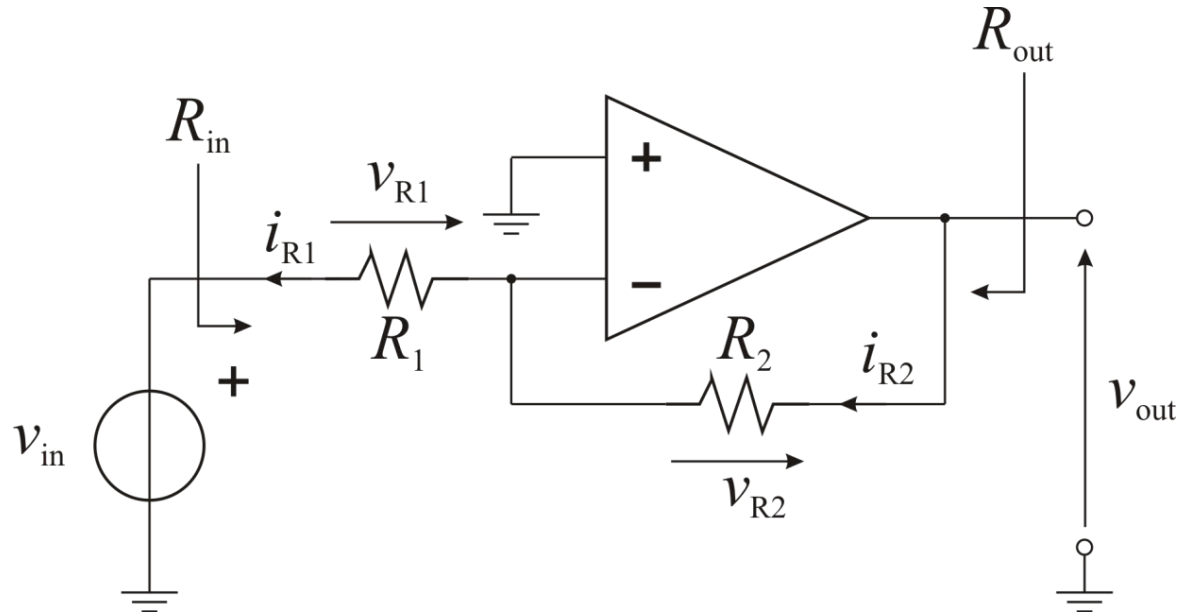 R_out
R_in
+
v_R1
i_R1
−
R_1
R_2
i_R2
+
v_out
v_in
v_R2